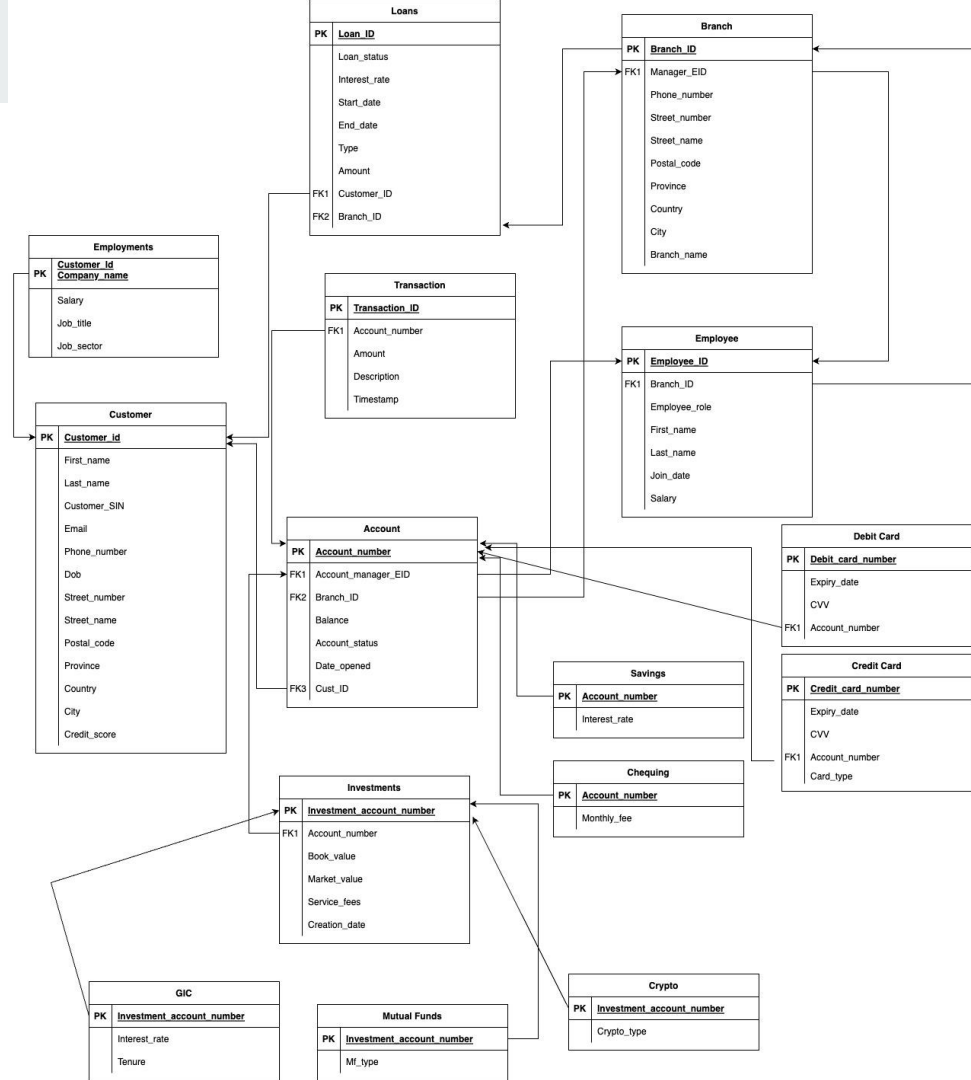 Loans
PK Loan_ID
Loan_status
Interest_rate
Start_date
End_date
Type
Amount
FK1 Customer_ID
FK2 Branch_ID
Branch
PK Branch_ID
FK1 Manager_EID
Phone_number
Street_number
Street_name
Postal_code
Province
Country
City
Branch_name
Employments
PK Customer_Id
Company_name
Salary
Job_title
Job_sector
Transaction
PK Transaction_ID
FK1 Account_number
Amount
Description
Timestamp
Employee
PK Employee_ID
FK1 Branch_ID
Employee_role
First_name
Last_name
Join_date
Salary
Customer
PK Customer_id
First_name
Last_name
Customer_SIN
Email
Phone_number
Dob
Street_number
Street_name
Postal_code
Province
Country
City
Credit_score
Account
PK Account_number
FK1 Account_manager_EID
FK2 Branch_ID
Balance
Account_status
Date_opened
FK3 Cust_ID
Debit Card
PK Debit_card_number
Expiry_date
CVV
FK1 Account_number
Credit Card
PK Credit_card_number
Expiry_date
CVV
FK1 Account_number
Card_type
Savings
PK Account_number
Interest_rate
Chequing
PK Account_number
Monthly_fee
Investments
PK Investment_account_number
FK1 Account_number
Book_value
Market_value
Service_fees
Creation_date
GIC
PK Investment_account_number
Interest_rate
Tenure
Mutual Funds
PK Investment_account_number
Mf_type
Crypto
PK Investment_account_number
Crypto_type